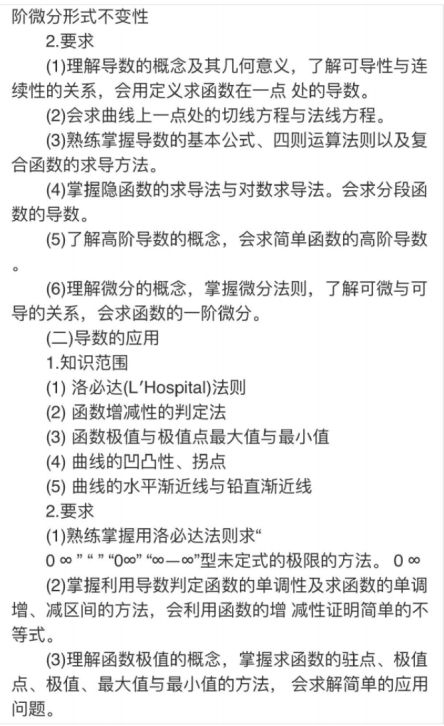 阶微分形式不变性
2.要求
(1)理解导数的概念及其几何意义，了解可导性与连
续性的关系，会用定义求函数在一点 处的导数。
(2)会求曲线上一点处的切线方程与法线方程。
(3)熟练掌握导数的基本公式、四则运算法则以及复
合函数的求导方法。
(4)掌握隐函数的求导法与对数求导法。会求分段函
数的导数。
(5)了解高阶导数的概念，会求简单函数的高阶导数
。
(6)理解微分的概念，掌握微分法则，了解可微与可
导的关系，会求函数的一阶微分。
(二)导数的应用
1.知识范围
(1) 洛必达(L′Hospital)法则
(2) 函数增减性的判定法
(3) 函数极值与极值点最大值与最小值
(4) 曲线的凹凸性、拐点
(5) 曲线的水平渐近线与铅直渐近线
2.要求
(1)熟练掌握用洛必达法则求“
0 ∞ ” “ ” “0∞” “∞—∞”型未定式的极限的方法。 0 ∞
(2)掌握利用导数判定函数的单调性及求函数的单调
增、减区间的方法，会利用函数的增 减性证明简单的不
等式。
(3)理解函数极值的概念，掌握求函数的驻点、极值
点、极值、最大值与最小值的方法， 会求解简单的应用
问题。